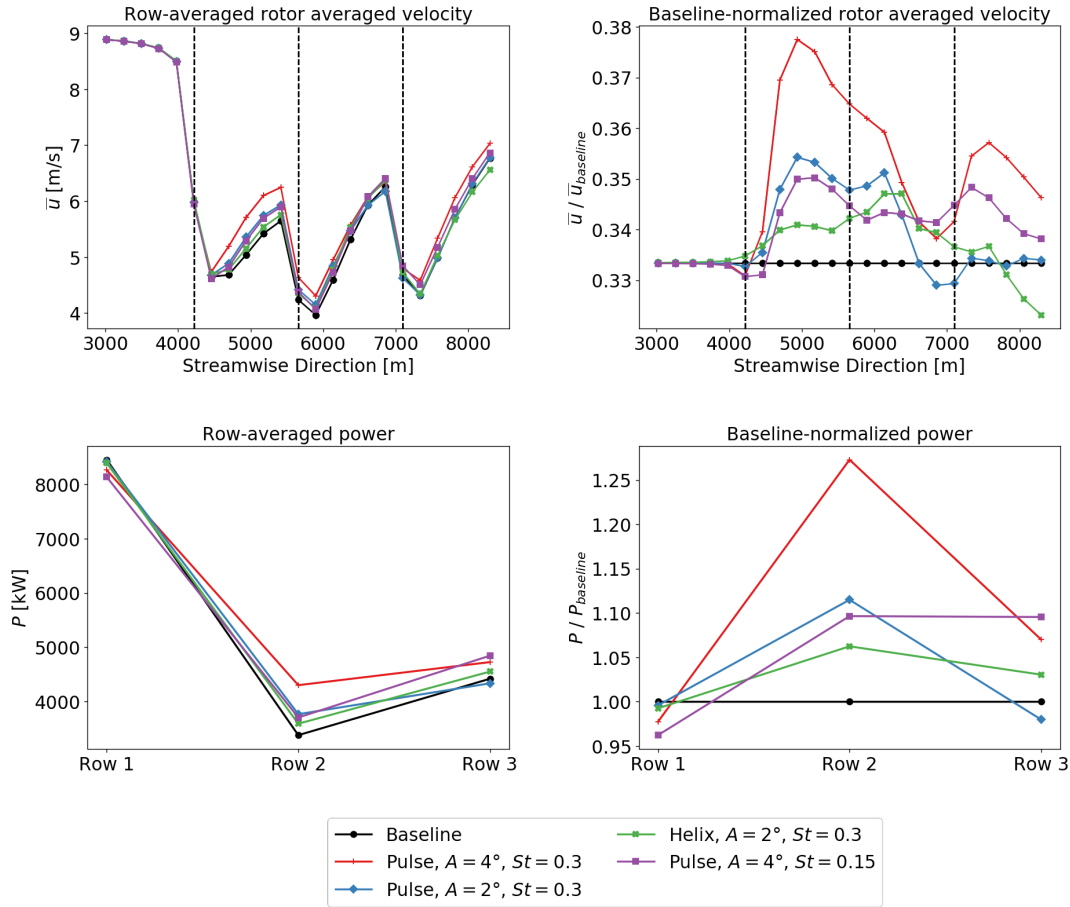 Row-averaged rotor averaged velocity
9
8
7
6
5
4
u̅ [m/s]
3000 4000 5000 6000 7000 8000
Streamwise Direction [m]
Baseline-normalized rotor averaged velocity
0.38
0.37
0.36
0.35
0.34
0.33
u̅ / u̅baseline
3000 4000 5000 6000 7000 8000
Streamwise Direction [m]
Row-averaged power
8000
7000
6000
5000
4000
P [kW]
Row 1 Row 2 Row 3
Baseline-normalized power
1.25
1.20
1.15
1.10
1.05
1.00
0.95
P / Pbaseline
Row 1 Row 2 Row 3
Baseline
Pulse, A = 4°, St = 0.3
Pulse, A = 2°, St = 0.3
Helix, A = 2°, St = 0.3
Pulse, A = 4°, St = 0.15